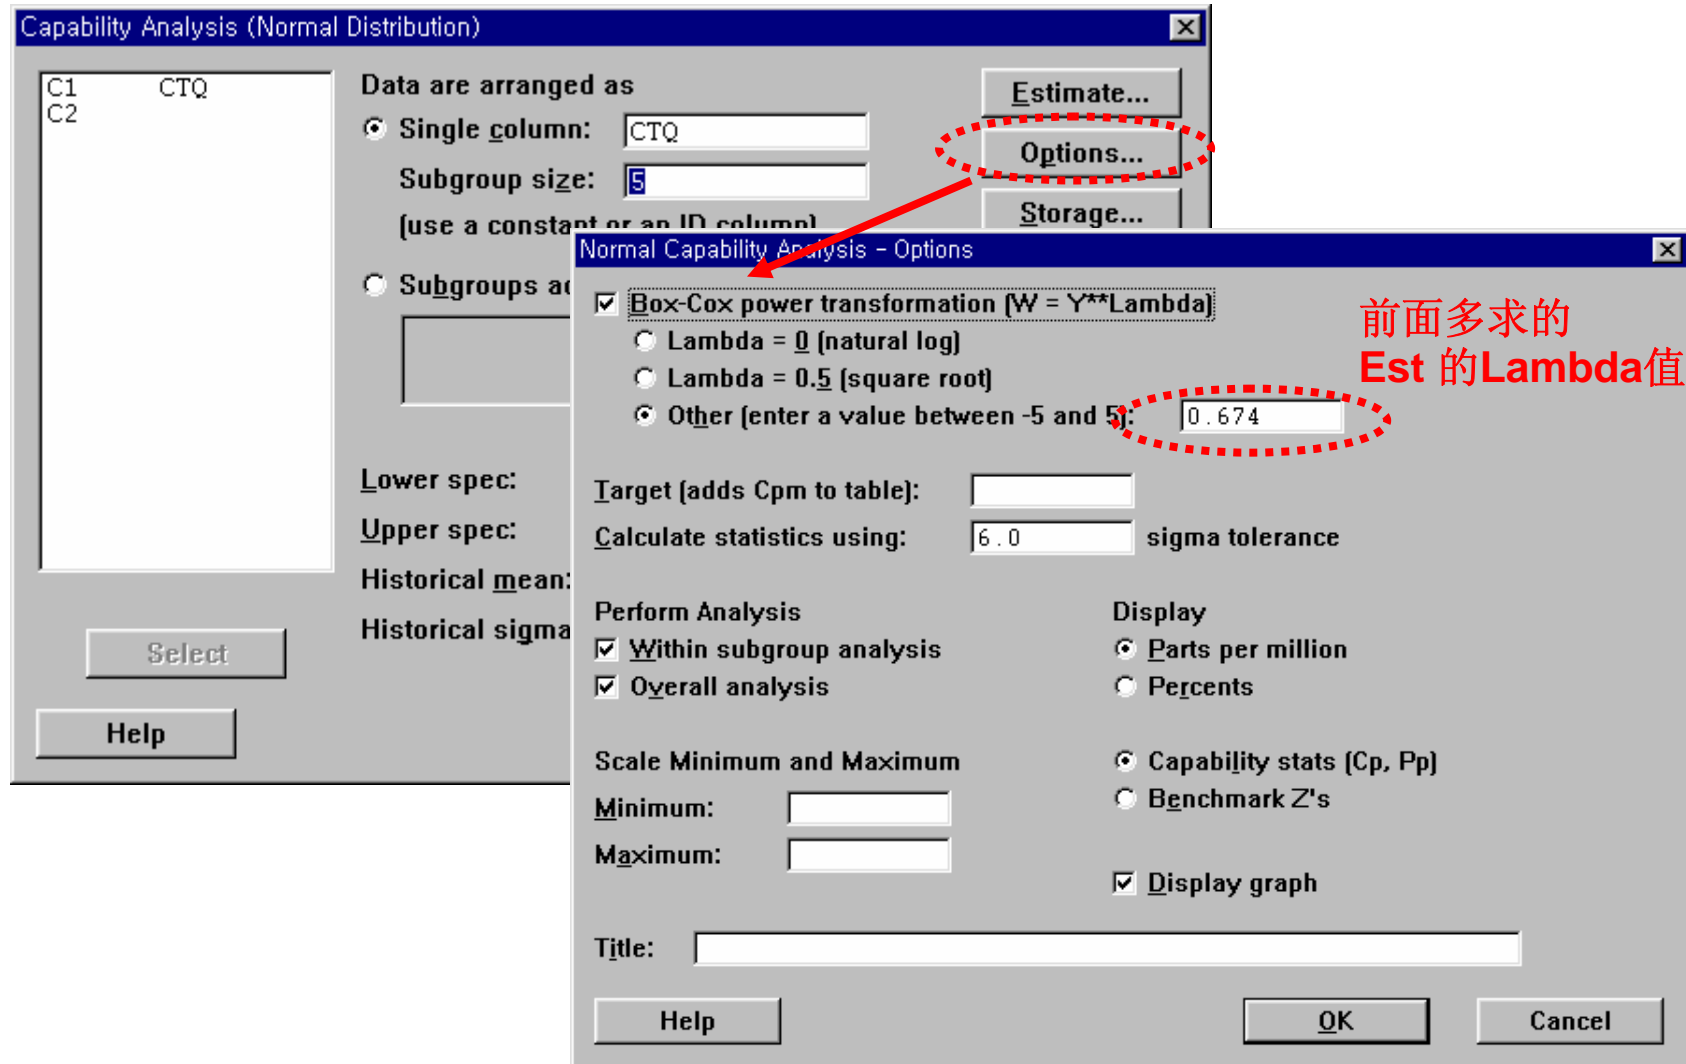 Capability Analysis (Normal Distribution)
C1 CTQ
C2
Data are arranged as
Single column: CTQ
Subgroup size: 5
(use a constant or an ID column)
Subgroups ac
Lower spec:
Upper spec:
Historical mean:
Historical sigma
Estimate...
Options...
Storage...
Select
Help
Normal Capability Analysis - Options
Box-Cox power transformation (W = Y**Lambda)
Lambda = 0 (natural log)
Lambda = 0.5 (square root)
Other (enter a value between -5 and 5): 0.674
前面多求的
Est 的Lambda值
Target (adds Cpm to table):
Calculate statistics using: 6.0 sigma tolerance
Perform Analysis
Within subgroup analysis
Overall analysis
Display
Parts per million
Percents
Scale Minimum and Maximum
Minimum:
Maximum:
Capability stats (Cp, Pp)
Benchmark Z's
Display graph
Title:
Help
OK
Cancel